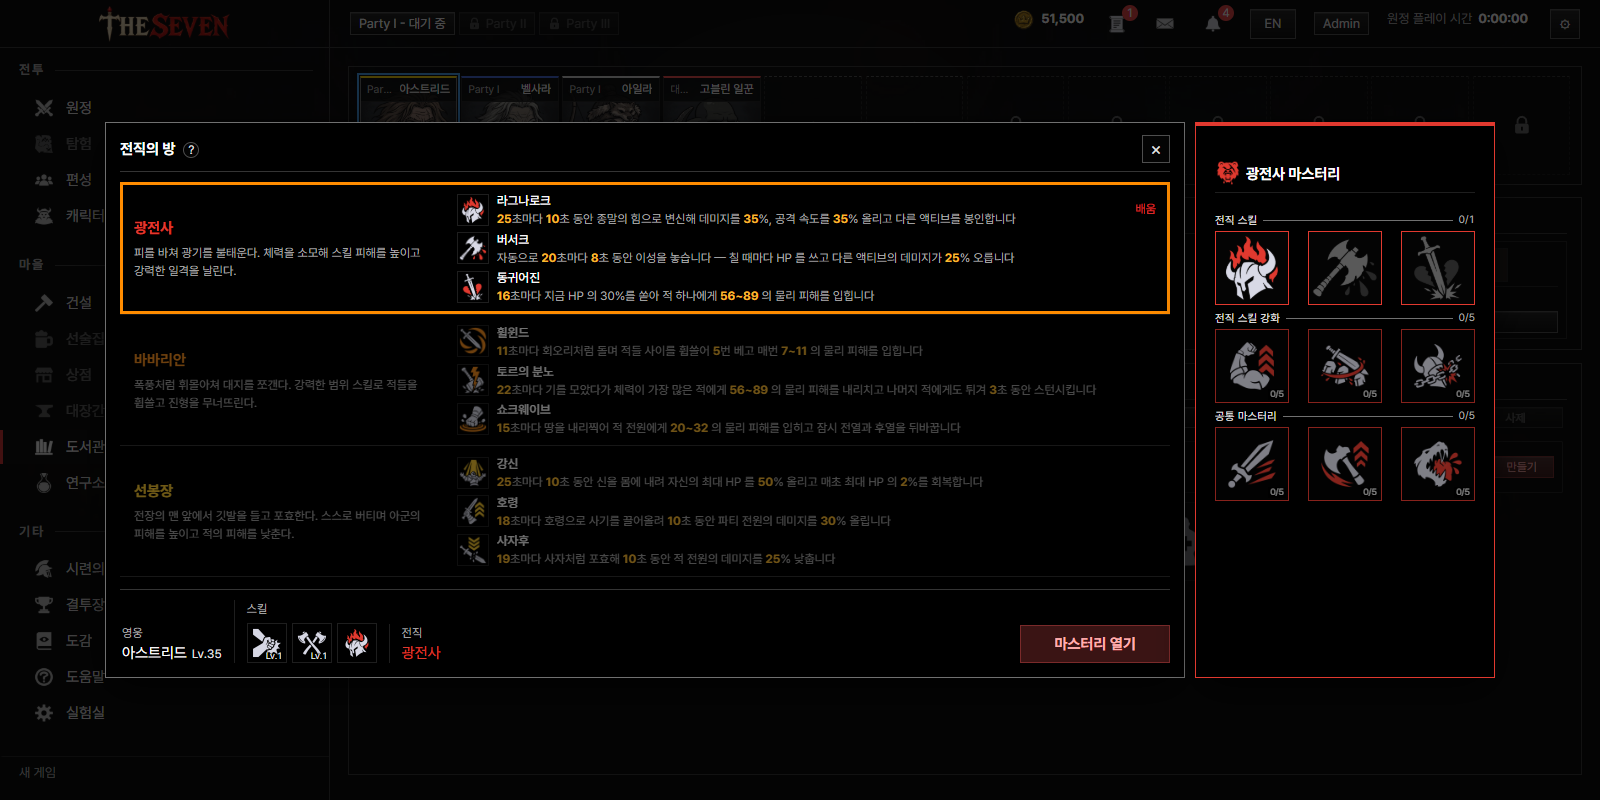 THE SEVEN
Party I - 대기 중
Party II
Party III
51,500
1
4
EN
Admin
원정 플레이 시간 0:00:00
전투
원정
탐험
편성
캐릭터
마을
건설
선술집
상점
대장간
도서관
연구소
기타
시련의
결투장
도감
도움말
실험실
새 게임
Par... 아스트리드
Party I 벨사라
Party I 아일라
대... 고블린 일꾼
전직의 방 ?
광전사
피를 바쳐 광기를 불태운다. 체력을 소모해 스킬 피해를 높이고
강력한 일격을 날린다.
라그나로크
25초마다 10초 동안 종말의 힘으로 변신해 데미지를 35%, 공격 속도를 35% 올리고 다른 액티브를 봉인합니다
배움
버서크
자동으로 20초마다 8초 동안 이성을 놓습니다 — 칠 때마다 HP 를 쓰고 다른 액티브의 데미지가 25% 오릅니다
동귀어진
16초마다 지금 HP 의 30%를 쏟아 적 하나에게 56~89 의 물리 피해를 입힙니다
바바리안
폭풍처럼 휘몰아쳐 대지를 쪼갠다. 강력한 범위 스킬로 적들을
휩쓸고 진형을 무너뜨린다.
휠윈드
11초마다 회오리처럼 돌며 적들 사이를 휩쓸어 5번 베고 매번 7~11 의 물리 피해를 입힙니다
토르의 분노
22초마다 기를 모았다가 체력이 가장 많은 적에게 56~89 의 물리 피해를 내리치고 나머지 적에게도 튀겨 3초 동안 스턴시킵니다
쇼크웨이브
15초마다 땅을 내리찍어 적 전원에게 20~32 의 물리 피해를 입히고 잠시 전열과 후열을 뒤바꿉니다
선봉장
전장의 맨 앞에서 깃발을 들고 포효한다. 스스로 버티며 아군의
피해를 높이고 적의 피해를 낮춘다.
강신
25초마다 10초 동안 신을 몸에 내려 자신의 최대 HP 를 50% 올리고 매초 최대 HP 의 2%를 회복합니다
호령
18초마다 호령으로 사기를 끌어올려 10초 동안 파티 전원의 데미지를 30% 올립니다
사자후
19초마다 사자처럼 포효해 10초 동안 적 전원의 데미지를 25% 낮춥니다
영웅
아스트리드 Lv.35
스킬
Lv.1
Lv.1
전직
광전사
마스터리 열기
광전사 마스터리
전직 스킬 0/1
전직 스킬 강화 0/5
0/5
0/5
0/5
공통 마스터리 0/5
0/5
0/5
0/5
사제
만들기